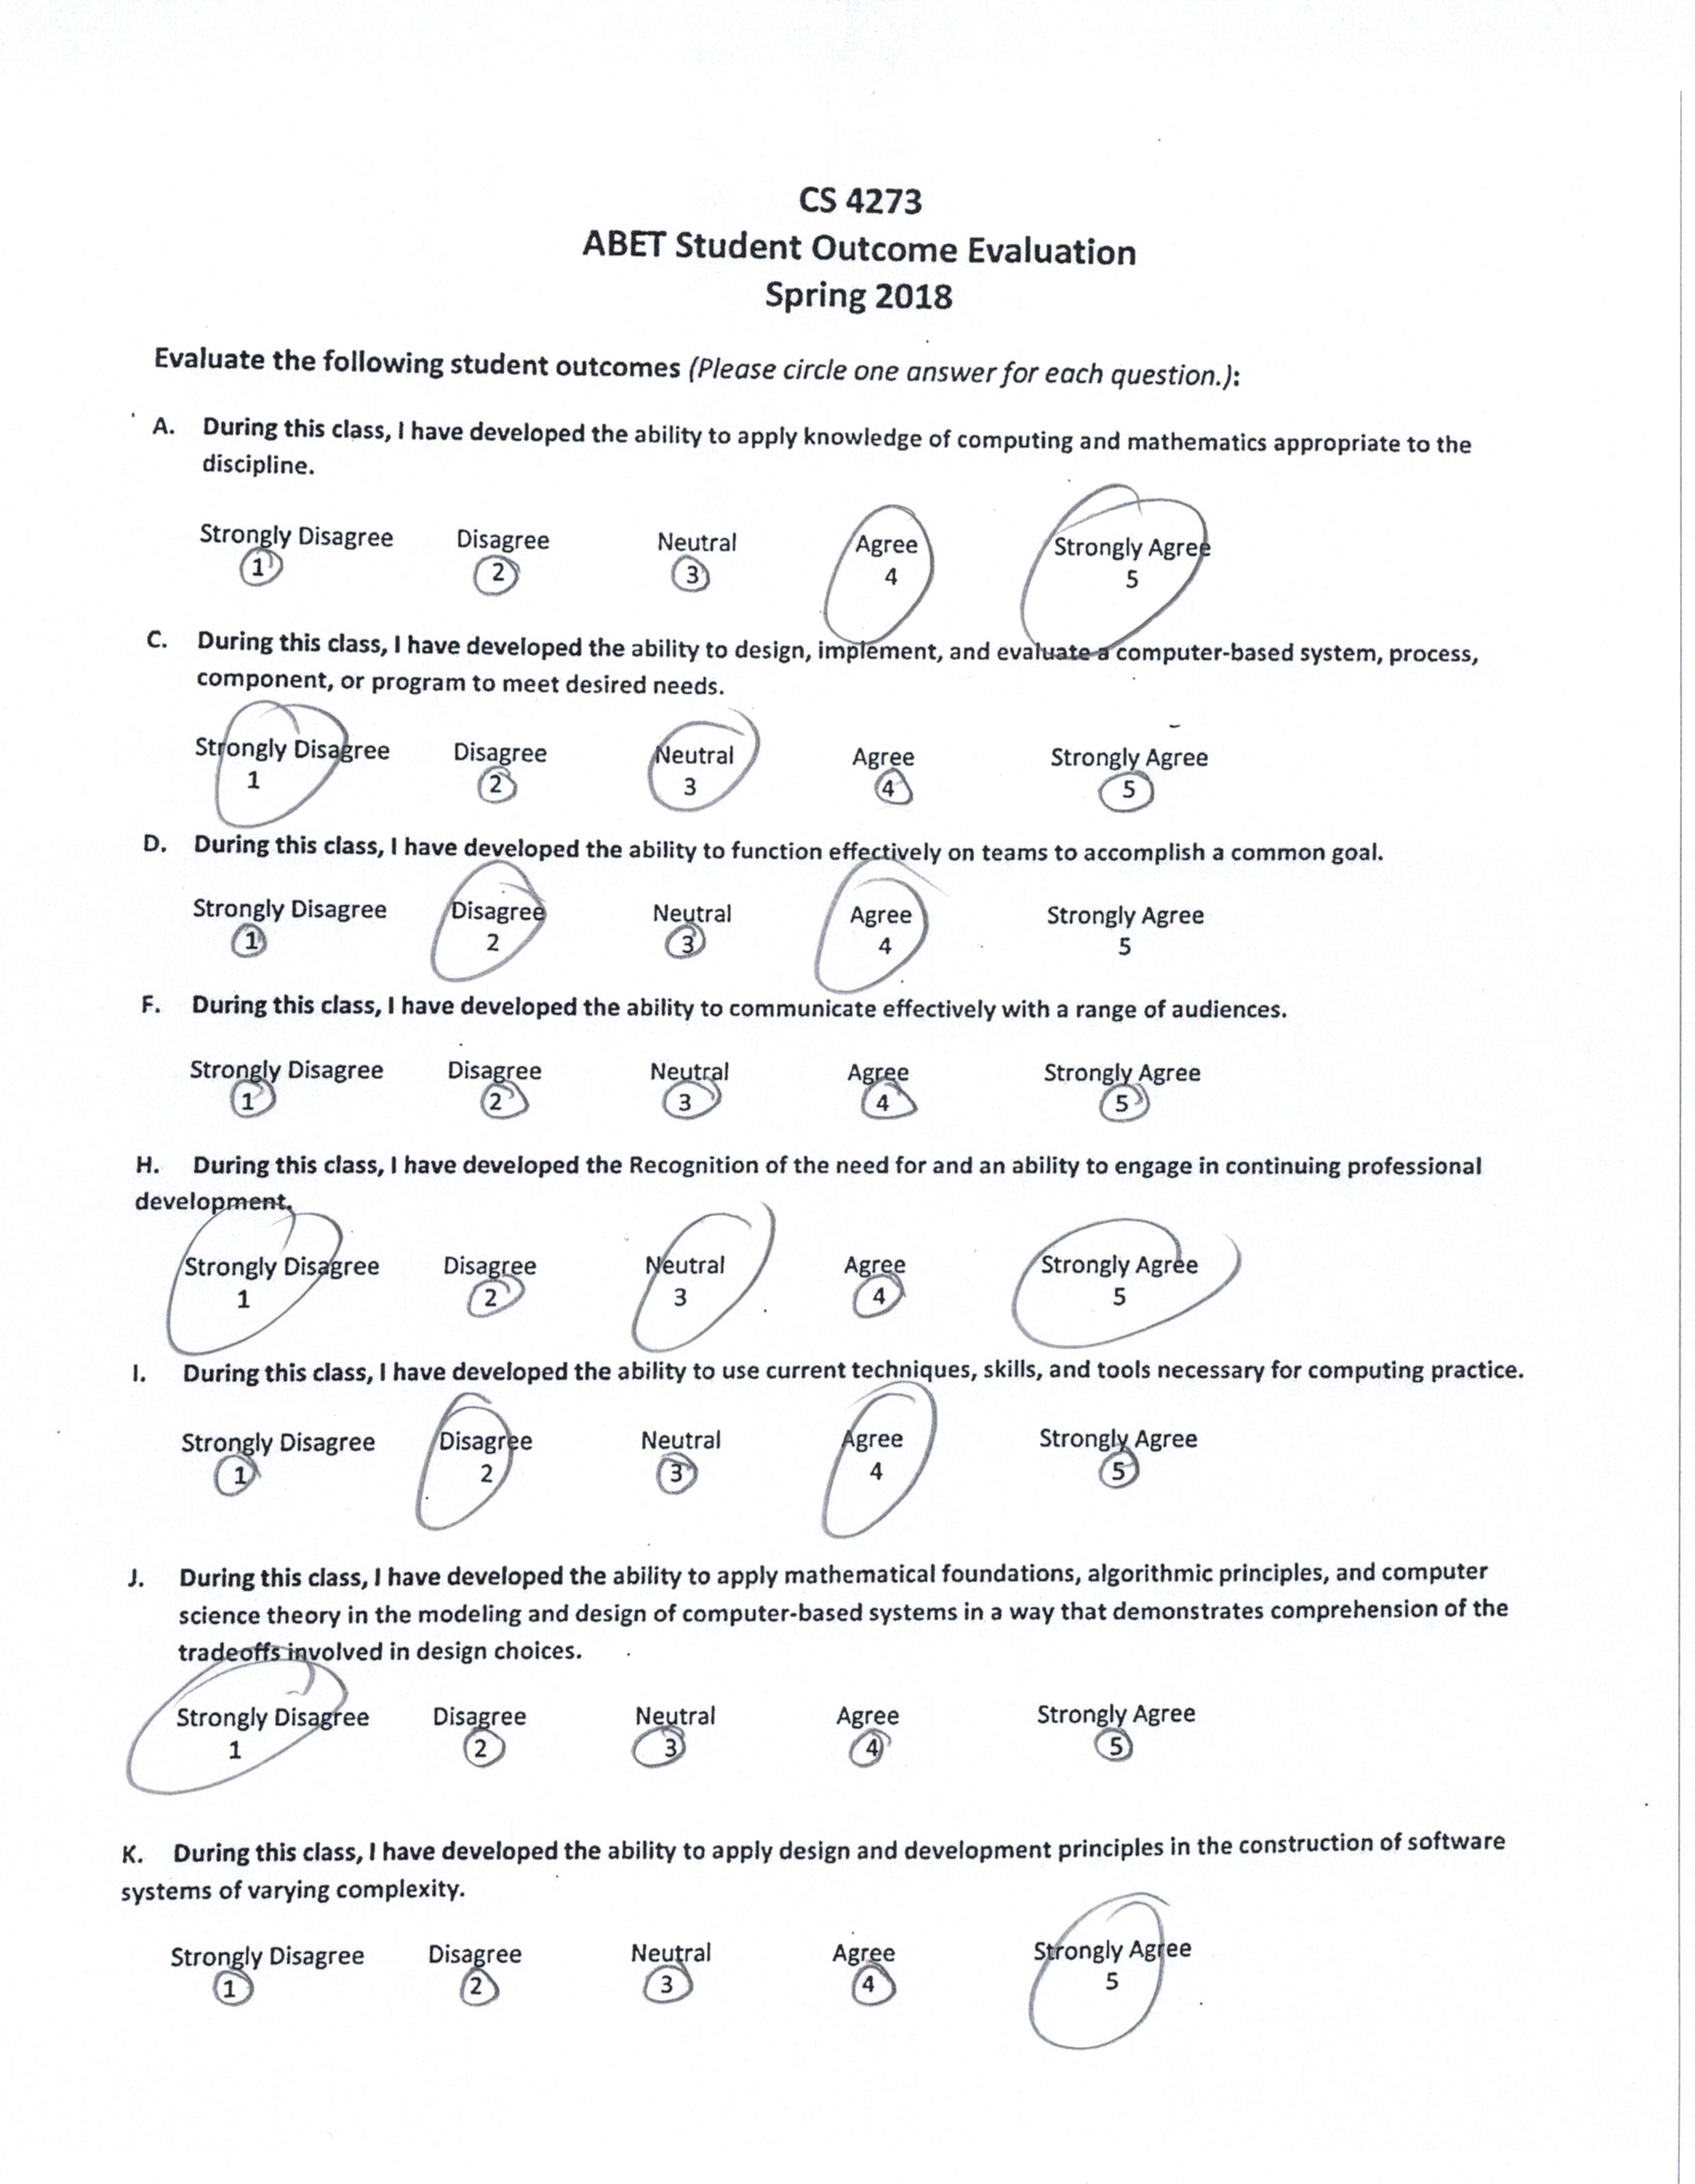 CS 4273
ABET Student Outcome Evaluation
Spring 2018
Evaluate the following student outcomes (Please circle one answer for each question.):
A. During this class, I have developed the ability to apply knowledge of computing and mathematics appropriate to the
discipline.
Strongly Disagree Disagree Neutral Agree Strongly Agree
1 2 3 4 5
C. During this class, I have developed the ability to design, implement, and evaluate a computer-based system, process,
component, or program to meet desired needs.
Strongly Disagree Disagree Neutral Agree Strongly Agree
1 2 3 4 5
D. During this class, I have developed the ability to function effectively on teams to accomplish a common goal.
Strongly Disagree Disagree Neutral Agree Strongly Agree
1 2 3 4 5
F. During this class, I have developed the ability to communicate effectively with a range of audiences.
Strongly Disagree Disagree Neutral Agree Strongly Agree
1 2 3 4 5
H. During this class, I have developed the Recognition of the need for and an ability to engage in continuing professional
development.
Strongly Disagree Disagree Neutral Agree Strongly Agree
1 2 3 4 5
I. During this class, I have developed the ability to use current techniques, skills, and tools necessary for computing practice.
Strongly Disagree Disagree Neutral Agree Strongly Agree
1 2 3 4 5
J. During this class, I have developed the ability to apply mathematical foundations, algorithmic principles, and computer
science theory in the modeling and design of computer-based systems in a way that demonstrates comprehension of the
tradeoffs involved in design choices.
Strongly Disagree Disagree Neutral Agree Strongly Agree
1 2 3 4 5
K. During this class, I have developed the ability to apply design and development principles in the construction of software
systems of varying complexity.
Strongly Disagree Disagree Neutral Agree Strongly Agree
1 2 3 4 5